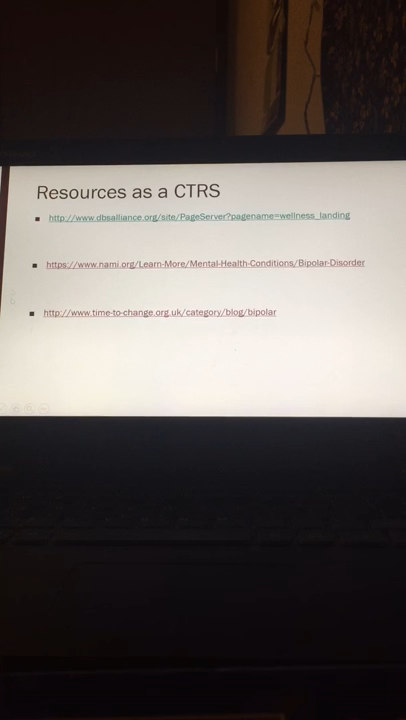 Resources as a CTRS
http://www.dbsalliance.org/site/PageServer?pagename=wellness_landing
https://www.nami.org/Learn-More/Mental-Health-Conditions/Bipolar-Disorder
http://www.time-to-change.org.uk/category/blog/bipolar